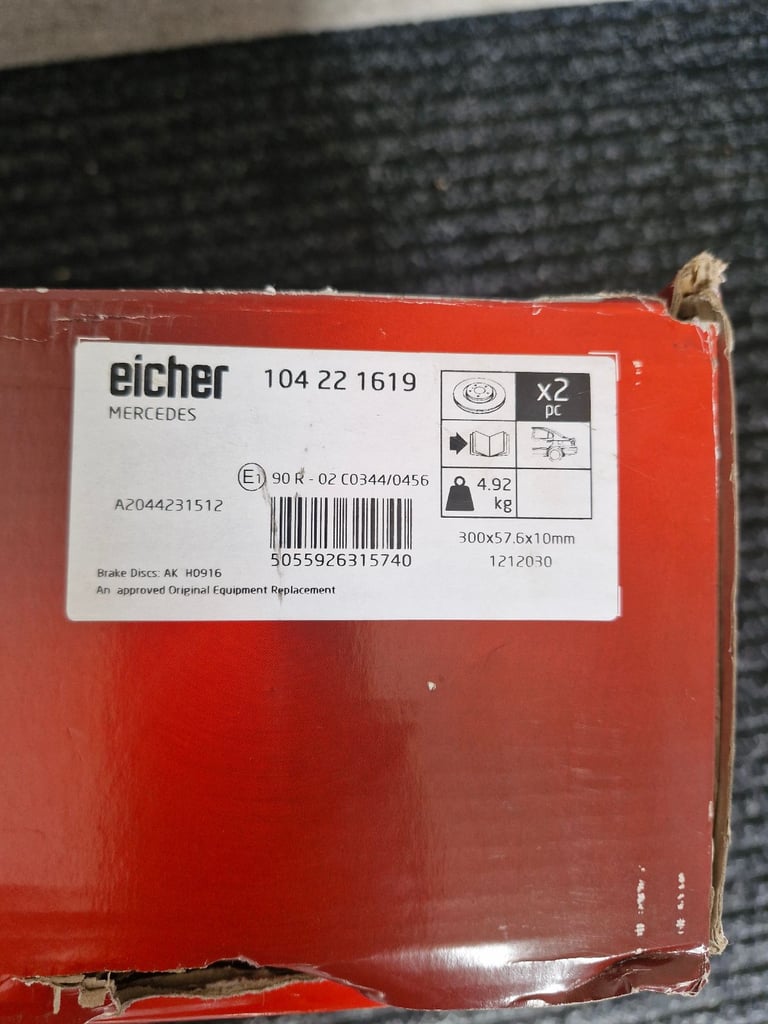 eicher
MERCEDES
104 22 1619
x2
pc
E1 90 R - 02 C0344/0456
4.92
kg
A2044231512
5055926315740
300x57.6x10mm
1212030
Brake Discs: AK H0916
An approved Original Equipment Replacement